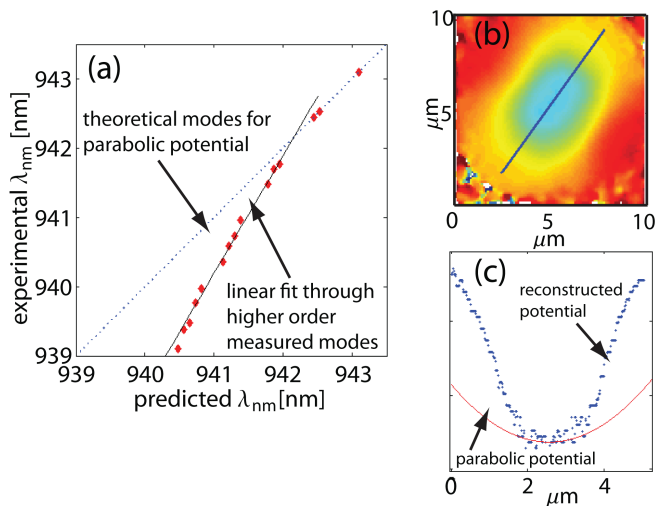 (a)
943
942
941
940
939
experimental λnm [nm]
theoretical modes for
parabolic potential
linear fit through
higher order
measured modes
939
940
941
942
943
predicted λnm[nm]
(b)
10
5
0
5
10
μm
μm
(c)
reconstructed
potential
parabolic potential
0
2
4
μm